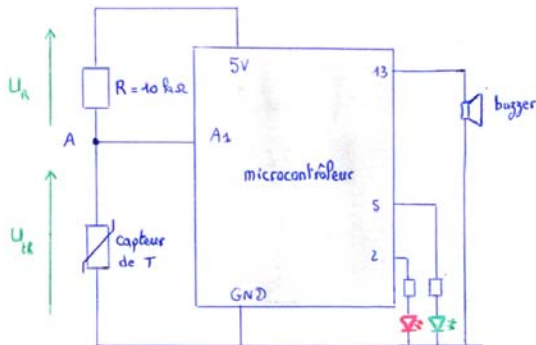 5V
13
U_R
R = 10 kΩ
buzzer
A
A1
microcontrôleur
5
U_th
capteur
de T
2
GND